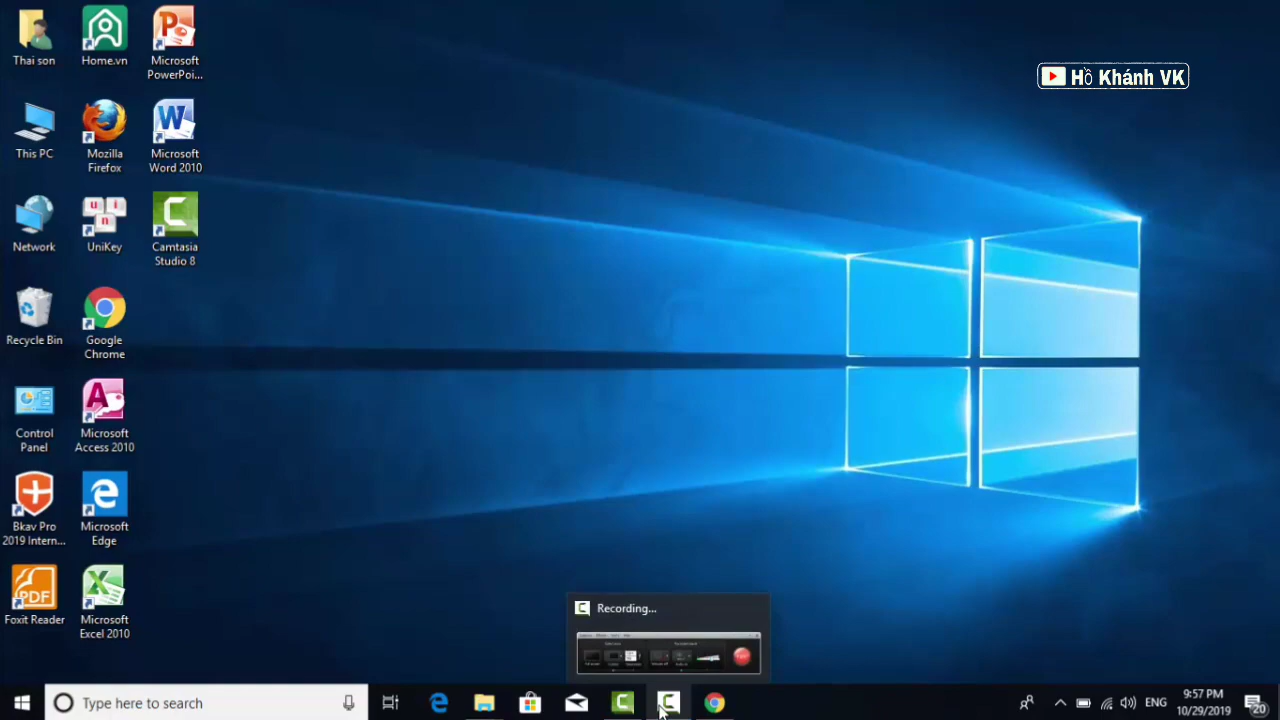 Thai son
Home.vn
Microsoft
PowerPoi...
Hồ Khánh VK
This PC
Mozilla
Firefox
Microsoft
Word 2010
Network
UniKey
Camtasia
Studio 8
Recycle Bin
Google
Chrome
Control
Panel
Microsoft
Access 2010
Bkav Pro
2019 Intern...
Microsoft
Edge
PDF
Foxit Reader
Microsoft
Excel 2010
Recording...
Type here to search
ENG
9:57 PM
10/29/2019
20